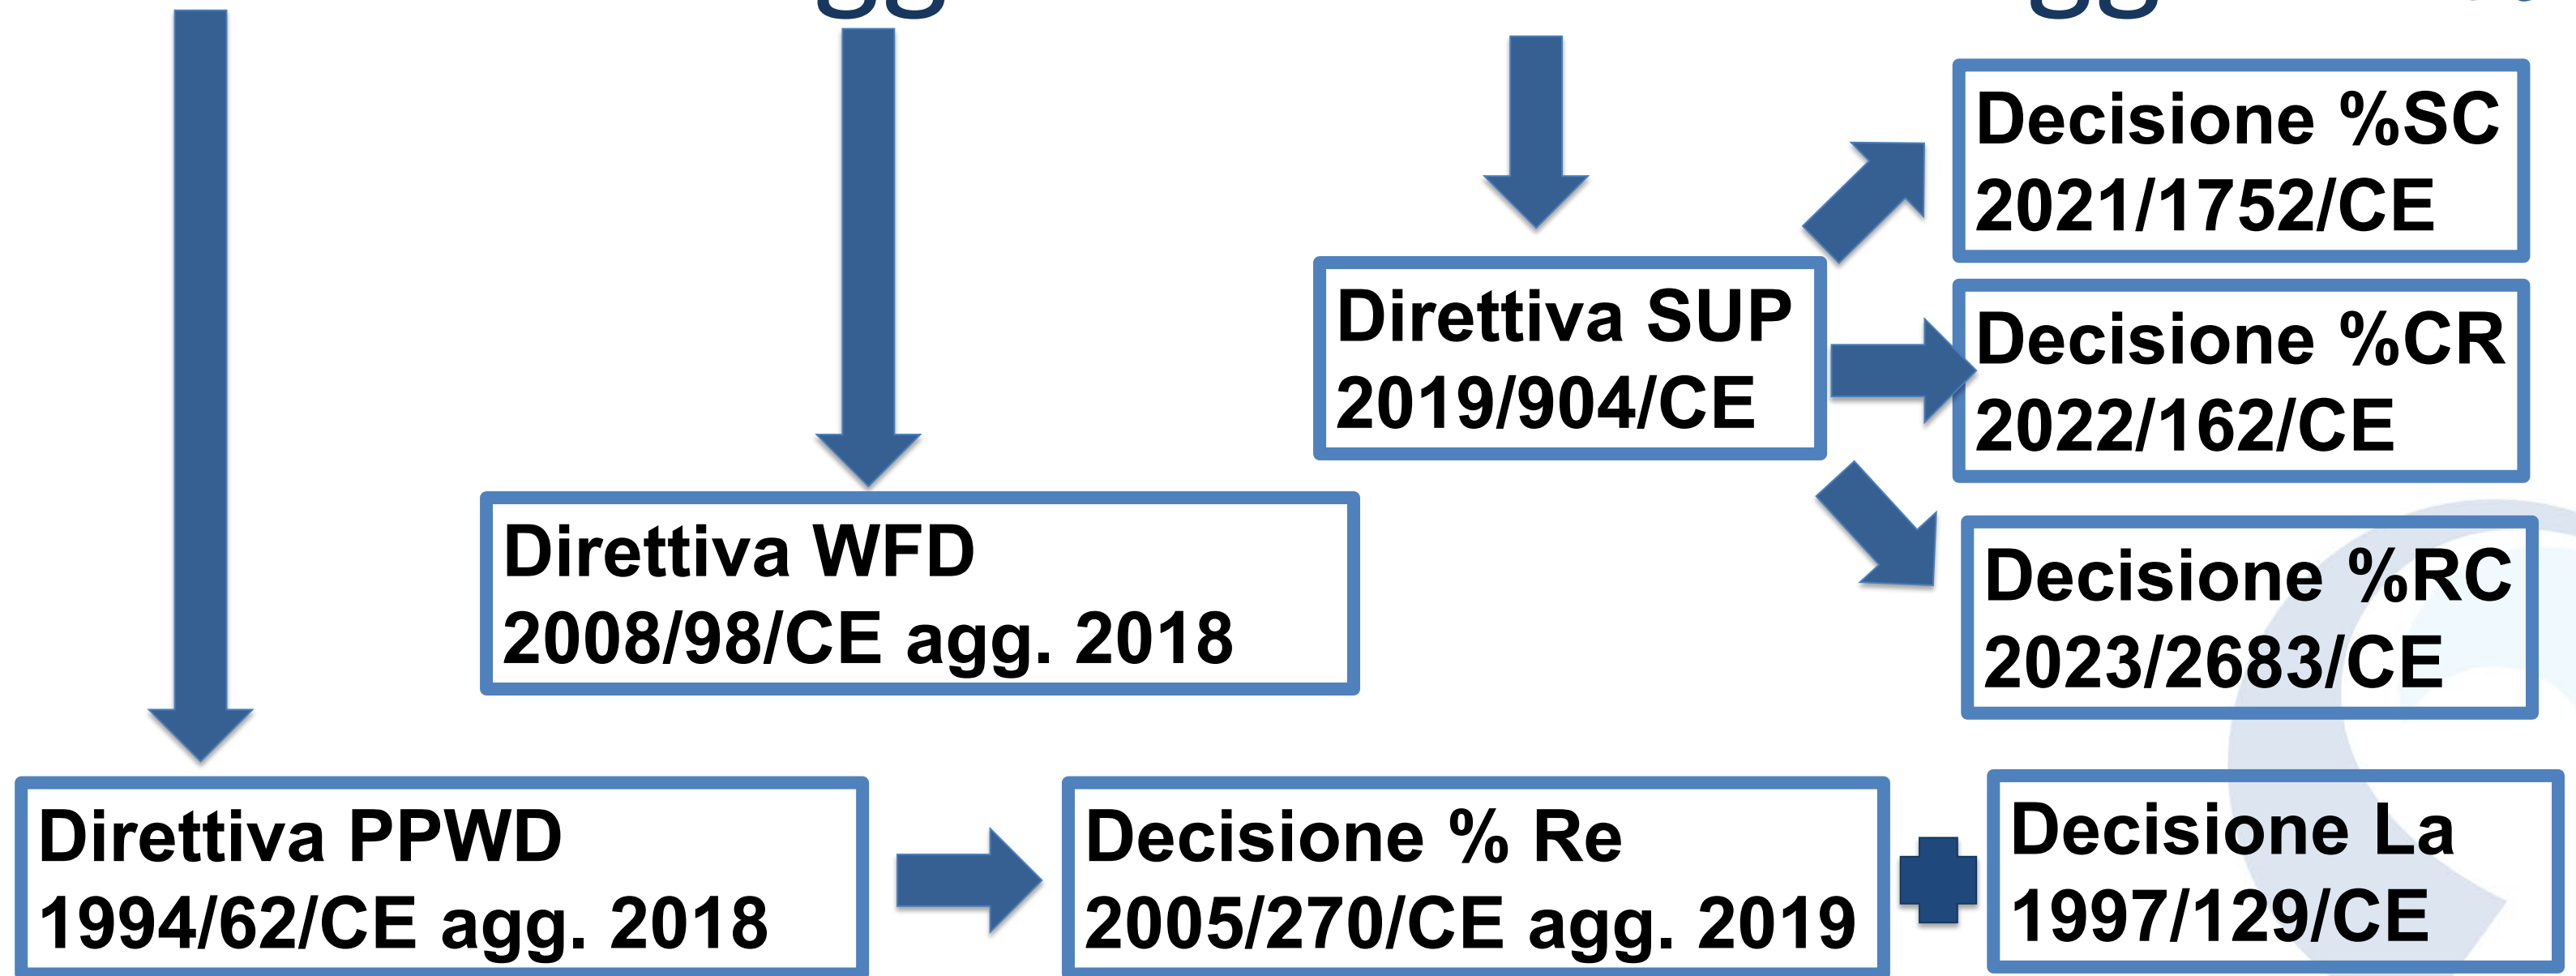 Decisione %SC
2021/1752/CE
Direttiva SUP
2019/904/CE
Decisione %CR
2022/162/CE
Direttiva WFD
2008/98/CE agg. 2018
Decisione %RC
2023/2683/CE
Direttiva PPWD
1994/62/CE agg. 2018
Decisione % Re
2005/270/CE agg. 2019
Decisione La
1997/129/CE